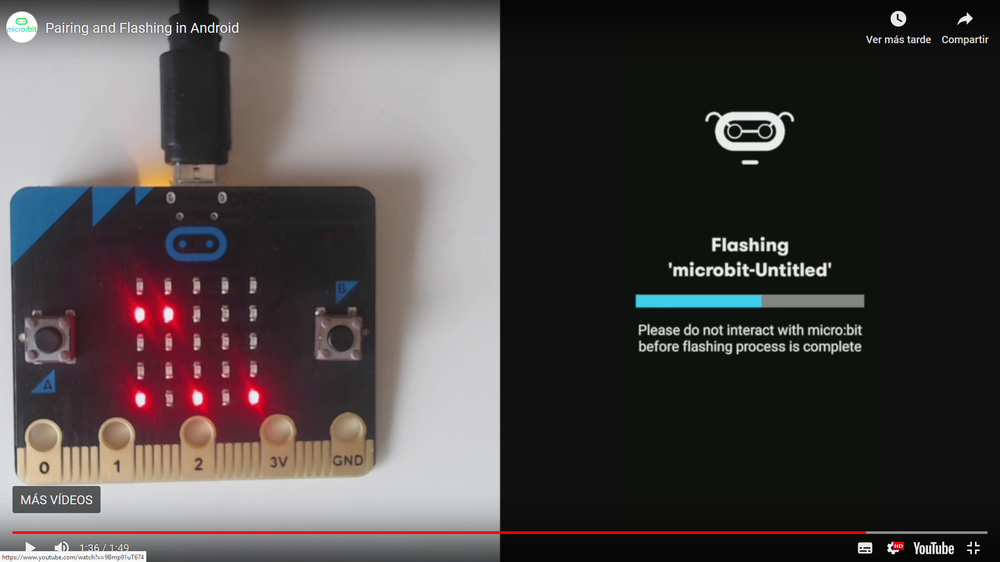 micro:bit
Pairing and Flashing in Android
Ver más tarde
Compartir
Flashing
'microbit-Untitled'
Please do not interact with micro:bit
before flashing process is complete
B
A
0 1 2 3V GND
MÁS VÍDEOS
1:36 / 1:49
HD
YouTube
https://www.youtube.com/watch?v=9Bmp91uT674